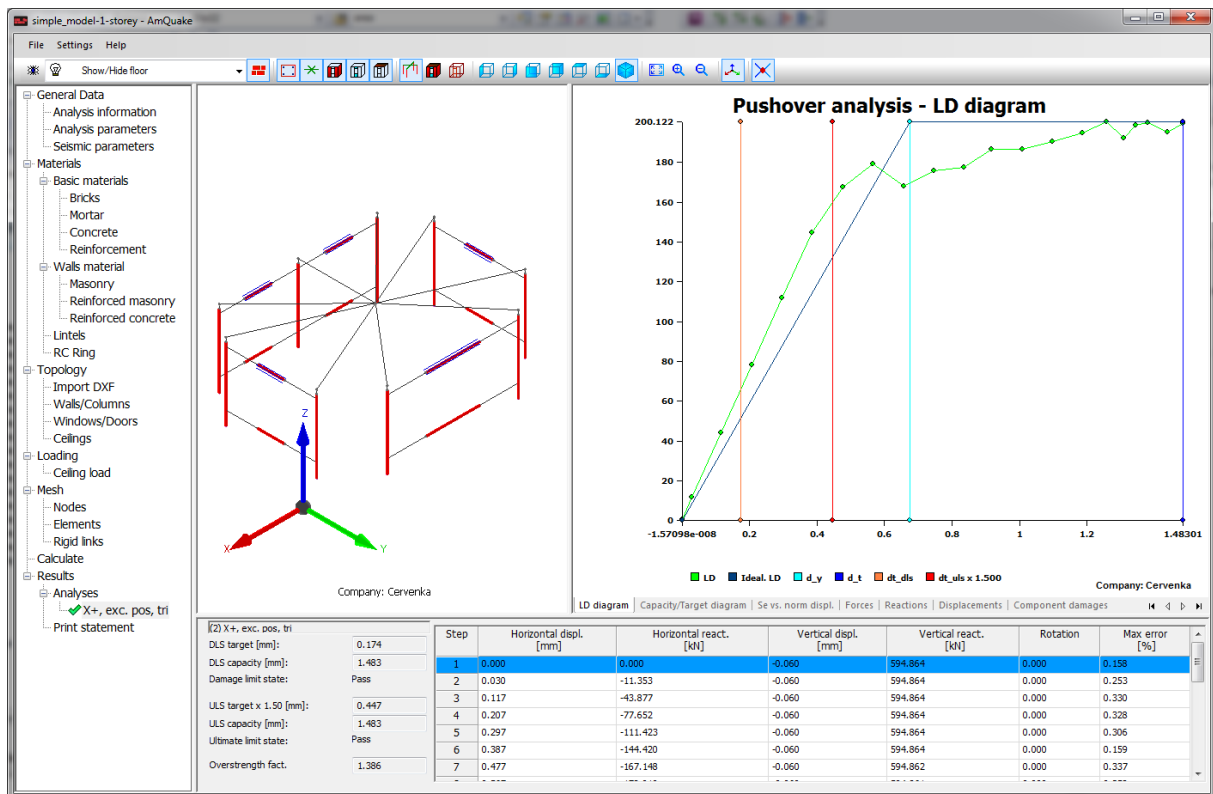 simple_model-1-storey - AmQuake
File Settings Help
Show/Hide floor
General Data
Analysis information
Analysis parameters
Seismic parameters
Materials
Basic materials
Bricks
Mortar
Concrete
Reinforcement
Walls material
Masonry
Reinforced masonry
Reinforced concrete
Lintels
RC Ring
Topology
Import DXF
Walls/Columns
Windows/Doors
Ceilings
Loading
Ceiling load
Mesh
Nodes
Elements
Rigid links
Calculate
Results
Analyses
X+, exc. pos, tri
Print statement
Z
X
Y
Company: Cervenka
Pushover analysis - LD diagram
200.122
180
160
140
120
100
80
60
40
20
0
-1.57098e-008 0.2 0.4 0.6 0.8 1 1.2 1.48301
LD Ideal. LD d_y d_t dt_dls dt_uls x 1.500
Company: Cervenka
LD diagram Capacity/Target diagram Se vs. norm displ. Forces Reactions Displacements Component damages
(2) X+, exc. pos, tri
DLS target [mm]: 0.174
DLS capacity [mm]: 1.483
Damage limit state: Pass
ULS target x 1.50 [mm]: 0.447
ULS capacity [mm]: 1.483
Ultimate limit state: Pass
Overstrength fact. 1.386
Step Horizontal displ. [mm] Horizontal react. [kN] Vertical displ. [mm] Vertical react. [kN] Rotation Max error [%]
1 0.000 0.000 -0.060 594.864 0.000 0.158
2 0.030 -11.353 -0.060 594.864 0.000 0.253
3 0.117 -43.877 -0.060 594.864 0.000 0.330
4 0.207 -77.652 -0.060 594.864 0.000 0.328
5 0.297 -111.423 -0.060 594.864 0.000 0.306
6 0.387 -144.420 -0.060 594.864 0.000 0.159
7 0.477 -167.148 -0.060 594.862 0.000 0.337